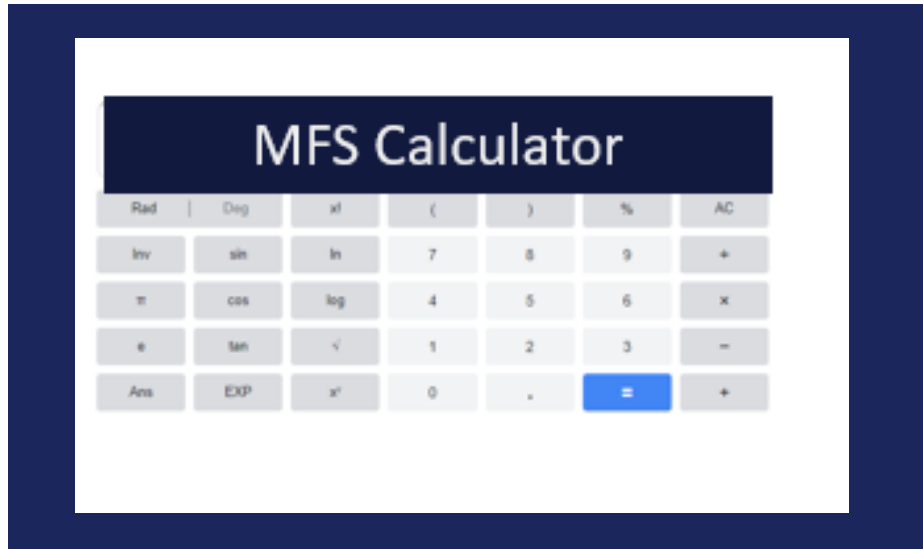 MFS Calculator
Rad | Deg x! ( ) % AC
Inv sin ln 7 8 9 ÷
π cos log 4 5 6 ×
e tan √ 1 2 3 −
Ans EXP xʸ 0 . = +